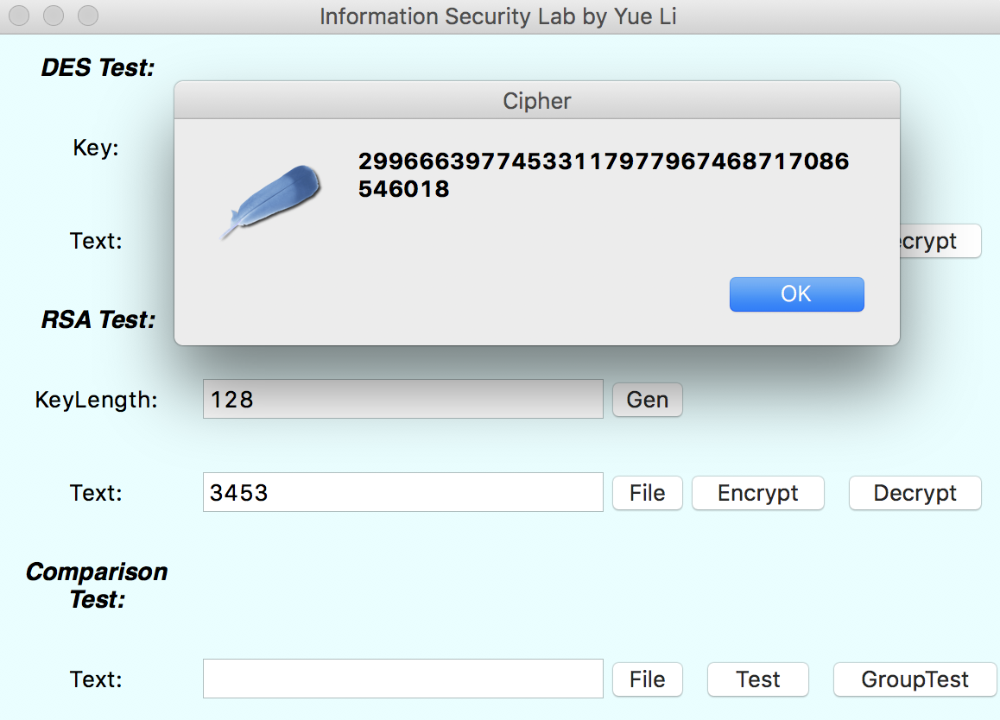 Information Security Lab by Yue Li
DES Test:
Cipher
Key:
29966639774533117977967468717086
546018
Text:
ecrypt
OK
RSA Test:
KeyLength: 128 Gen
Text: 3453 File Encrypt Decrypt
Comparison
Test:
Text: File Test GroupTest